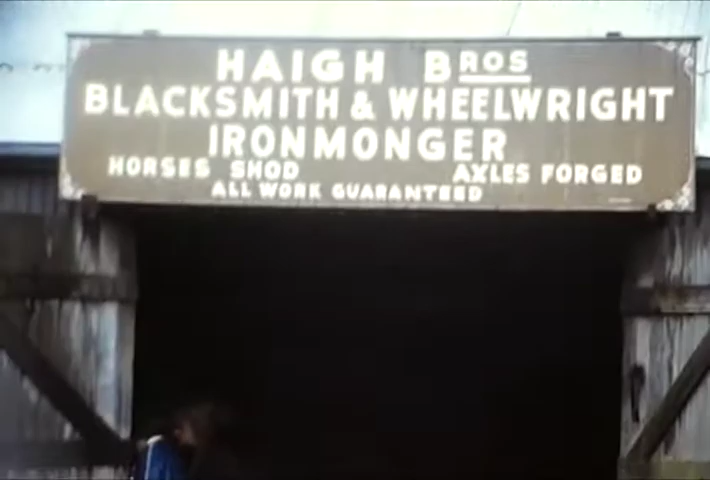 HAIGH BROS
BLACKSMITH & WHEELWRIGHT
IRONMONGER
HORSES SHOD AXLES FORGED
ALL WORK GUARANTEED